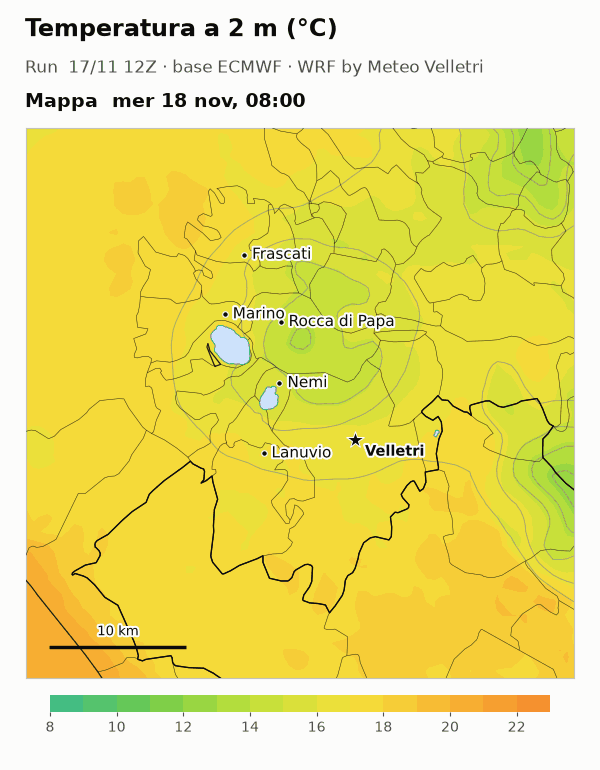 Temperatura a 2 m (°C)
Run  17/11 12Z · base ECMWF · WRF by Meteo Velletri
Mappa  mer 18 nov, 08:00
Frascati
Marino
Rocca di Papa
Nemi
Velletri
Lanuvio
10 km
8 10 12 14 16 18 20 22